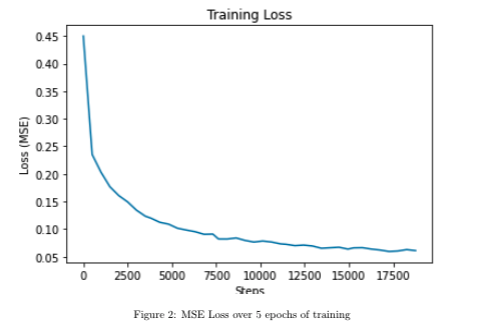 Training Loss
0.45
0.40
0.35
0.30
0.25
0.20
0.15
0.10
0.05
Loss (MSE)
0 2500 5000 7500 10000 12500 15000 17500
Steps
Figure 2: MSE Loss over 5 epochs of training